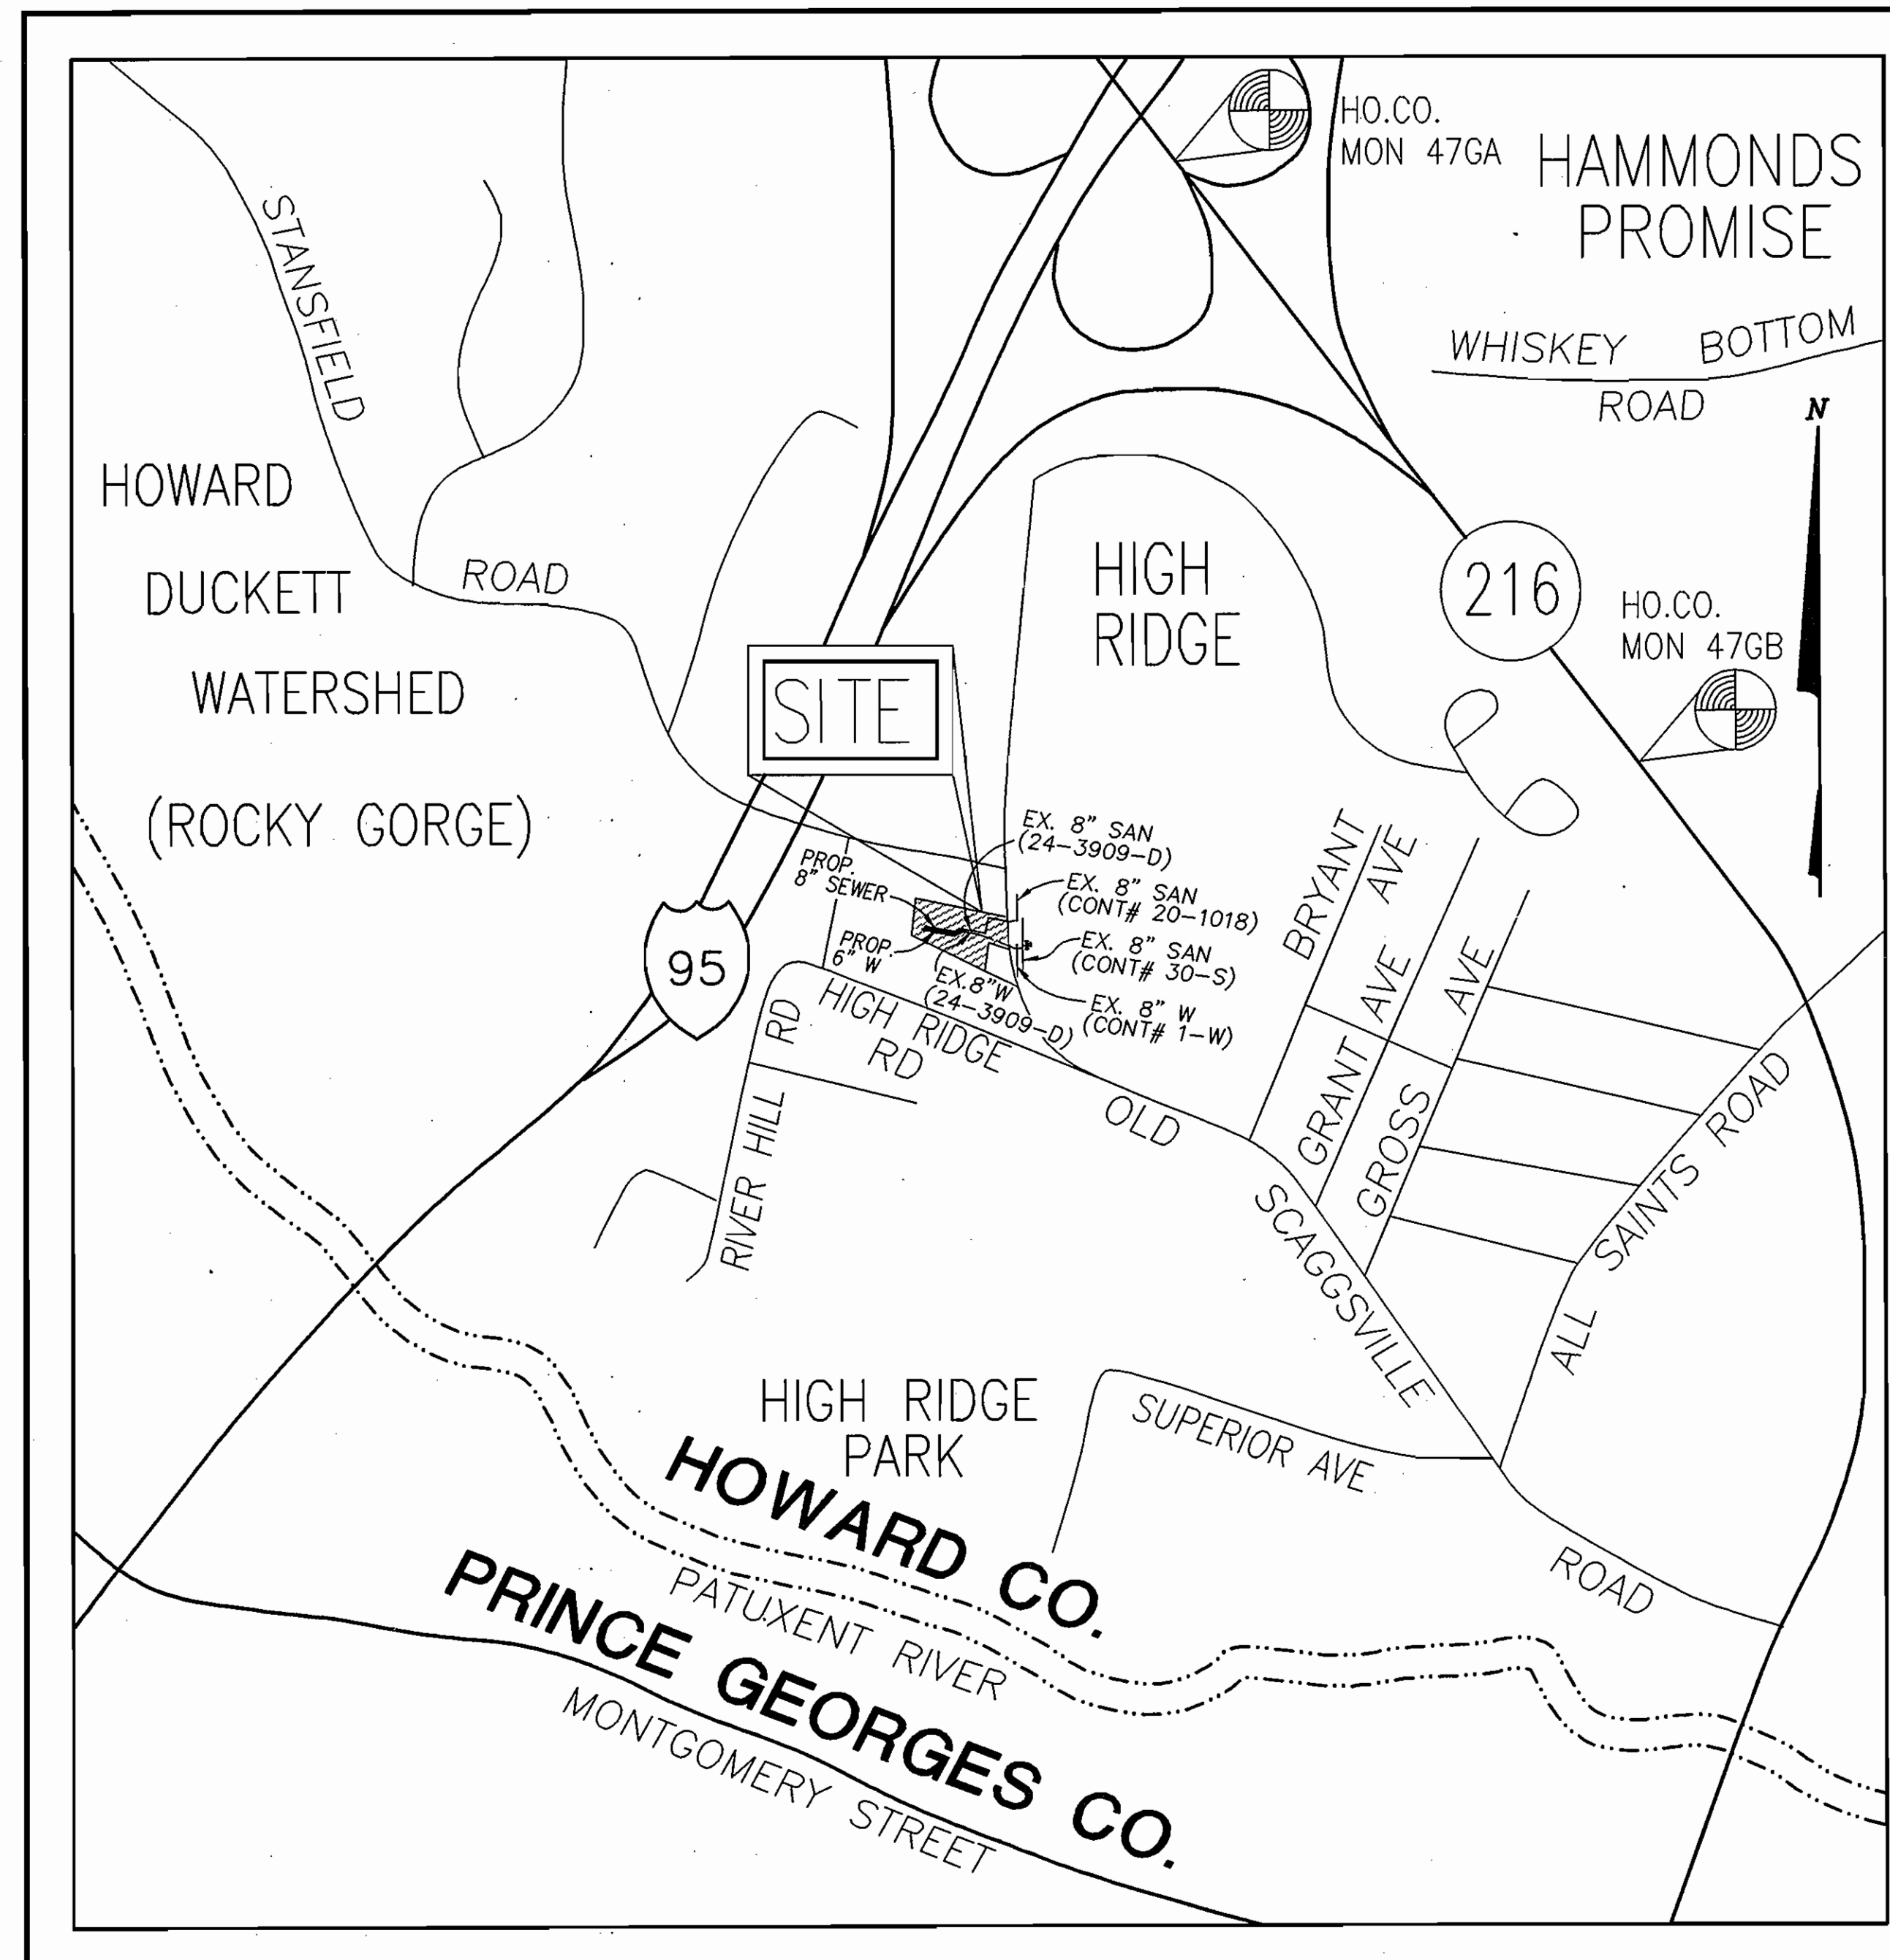 HO.CO.
MON 47GA
HAMMONDS
PROMISE
STANSFIELD
ROAD
WHISKEY BOTTOM
ROAD
N
HOWARD
DUCKETT
WATERSHED
(ROCKY GORGE)
HIGH
RIDGE
216
HO.CO.
MON 47GB
SITE
EX. 8" SAN
(24-3909-D)
PROP.
8" SEWER
EX. 8" SAN
(CONT# 20-1018)
PROP.
6" W
EX. 8" SAN
(CONT# 30-S)
EX.8"W
(24-3909-D)
EX. 8" W
(CONT# 1-W)
95
BRYANT AVE
GRANT AVE
GROSS AVE
HIGH RIDGE
RD
RIVER HILL RD
OLD
SCAGGSVILLE
ROAD
ALL SAINTS ROAD
SUPERIOR AVE
HIGH RIDGE
PARK
HOWARD CO.
PATUXENT RIVER
PRINCE GEORGES CO.
MONTGOMERY STREET